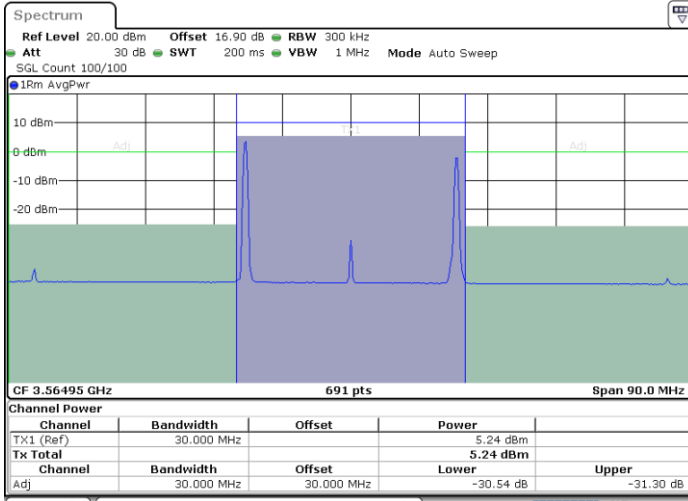 Spectrum
Ref Level 20.00 dBm Offset 16.90 dB RBW 300 kHz
Att 30 dB SWT 200 ms VBW 1 MHz Mode Auto Sweep
SGL Count 100/100
1Rm AvgPwr
10 dBm
TX1
Adj Adj
0 dBm
-10 dBm
-20 dBm
CF 3.56495 GHz 691 pts Span 90.0 MHz
Channel Power
Channel Bandwidth Offset Power
TX1 (Ref) 30.000 MHz 5.24 dBm
Tx Total 5.24 dBm
Channel Bandwidth Offset Lower Upper
Adj 30.000 MHz 30.000 MHz -30.54 dB -31.30 dB